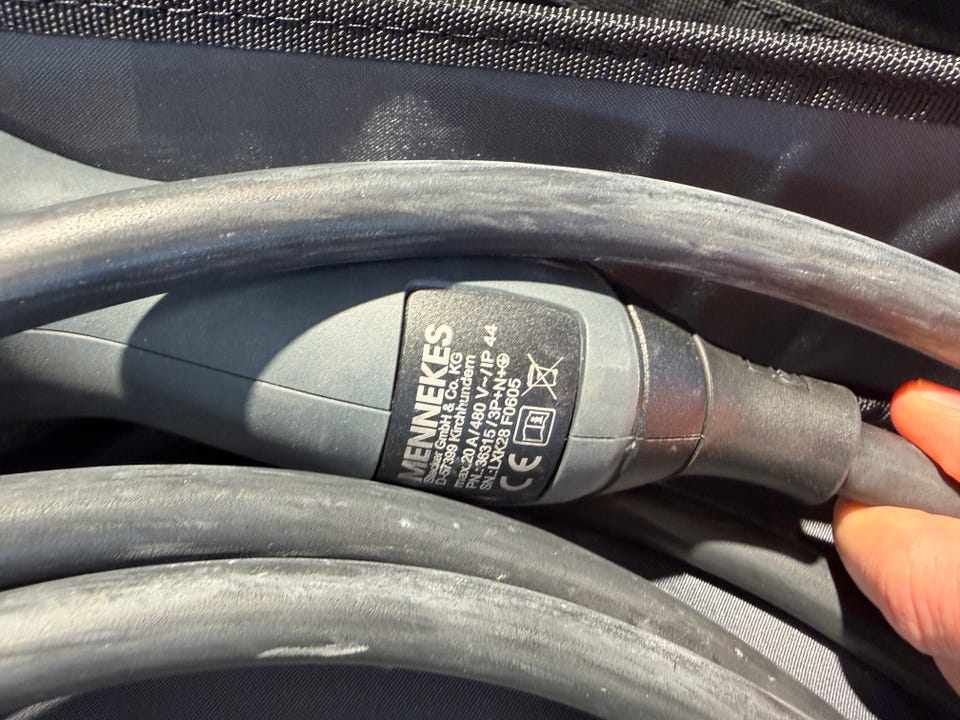 MENNEKES
Stecker GmbH & Co. KG
D-57399 Kirchhundem
max.20 A/480 V~/IP 44
PN.:36315/3P+N+⏚
SN.:LXK28 F0605
CE